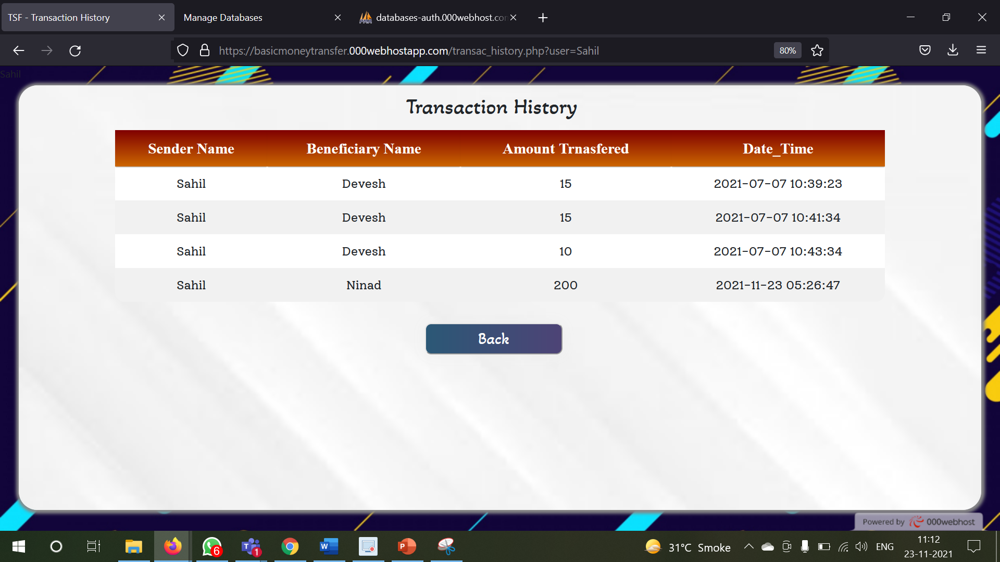 TSF - Transaction History
Manage Databases
PMA databases-auth.000webhost.con
https://basicmoneytransfer.000webhostapp.com/transac_history.php?user=Sahil
80%
Sahil
Transaction History
Sender Name Beneficiary Name Amount Trnasfered Date_Time
Sahil Devesh 15 2021-07-07 10:39:23
Sahil Devesh 15 2021-07-07 10:41:34
Sahil Devesh 10 2021-07-07 10:43:34
Sahil Ninad 200 2021-11-23 05:26:47
Back
Powered by 000webhost
6 T 1 W P 31°C Smoke ENG 11:12
23-11-2021